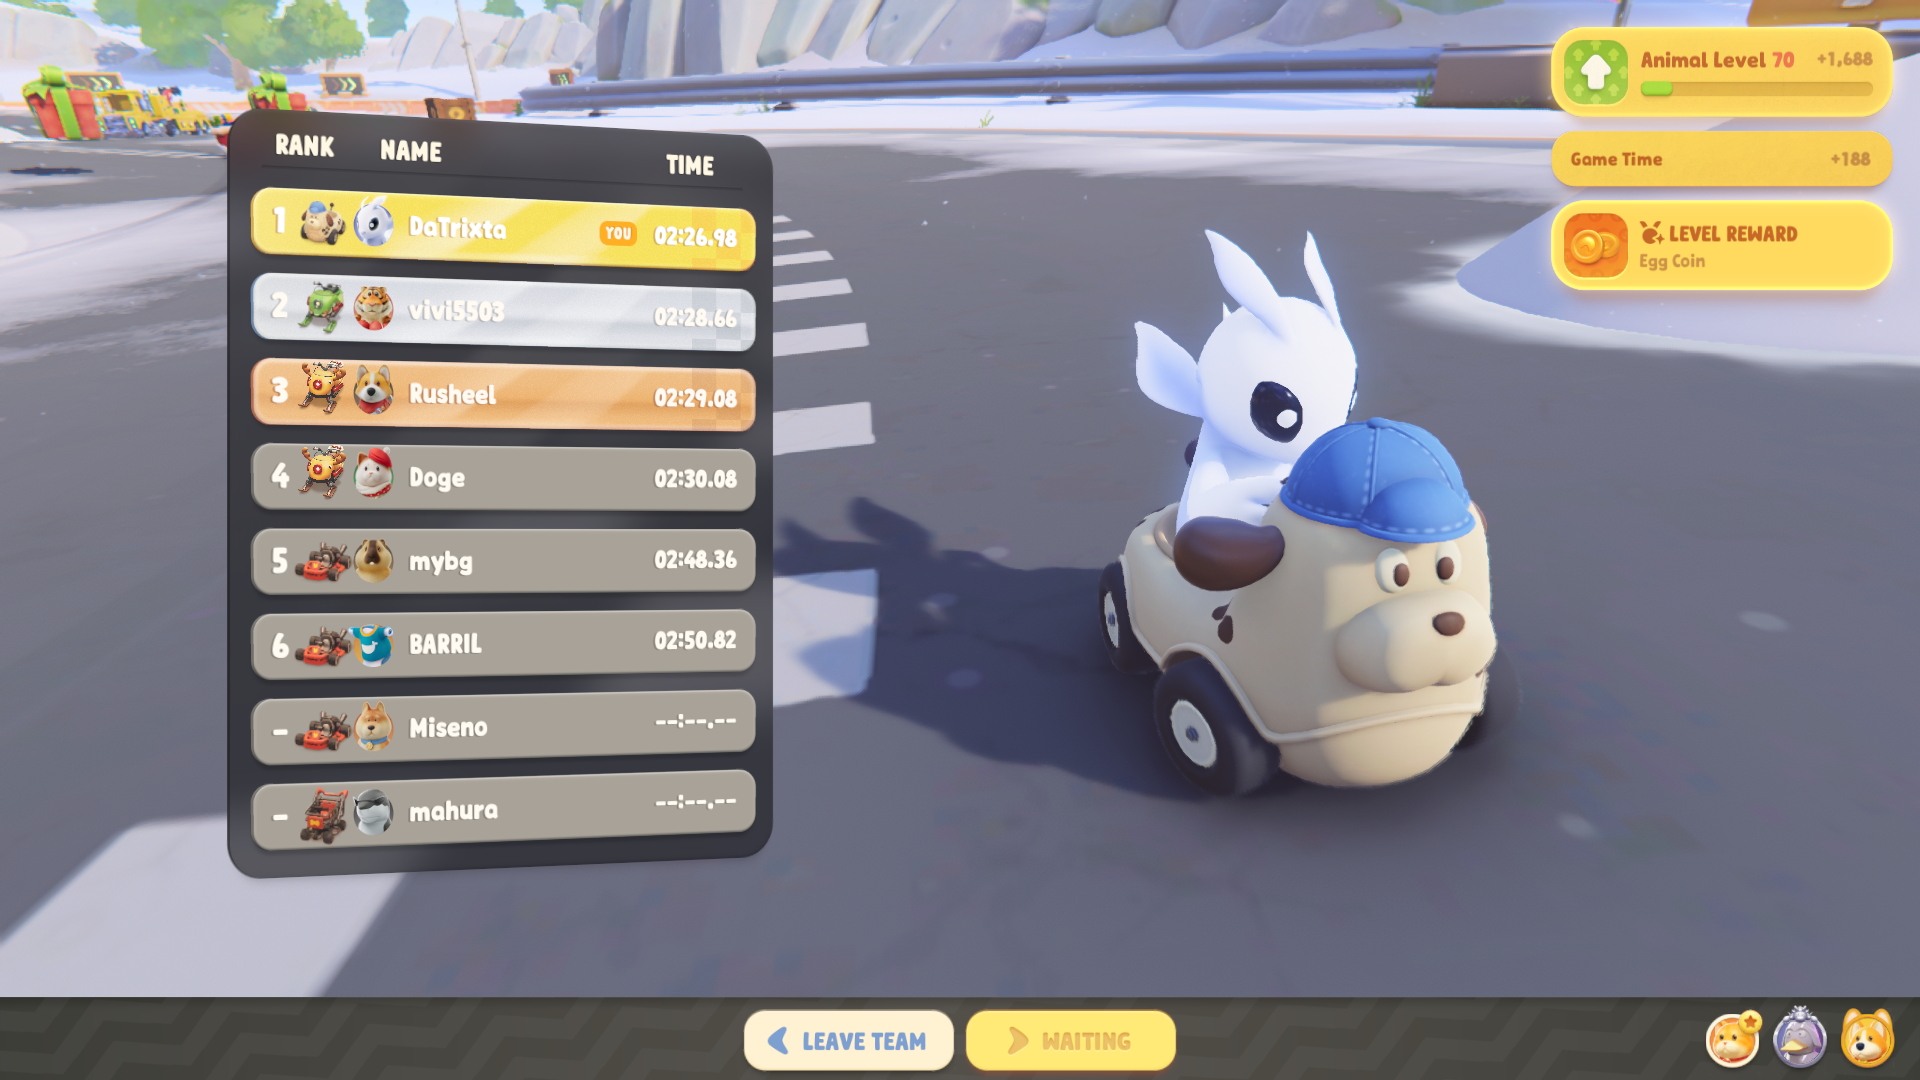 RANK NAME TIME
1 DaTrixta YOU 02:26.98
2 vivi5503 02:28.66
3 Rusheel 02:29.08
4 Doge 02:30.08
5 mybg 02:48.36
6 BARRIL 02:50.82
- Miseno --:--.--
- mahura --:--.--
Animal Level 70 +1,688
Game Time +188
LEVEL REWARD
Egg Coin
LEAVE TEAM
WAITING